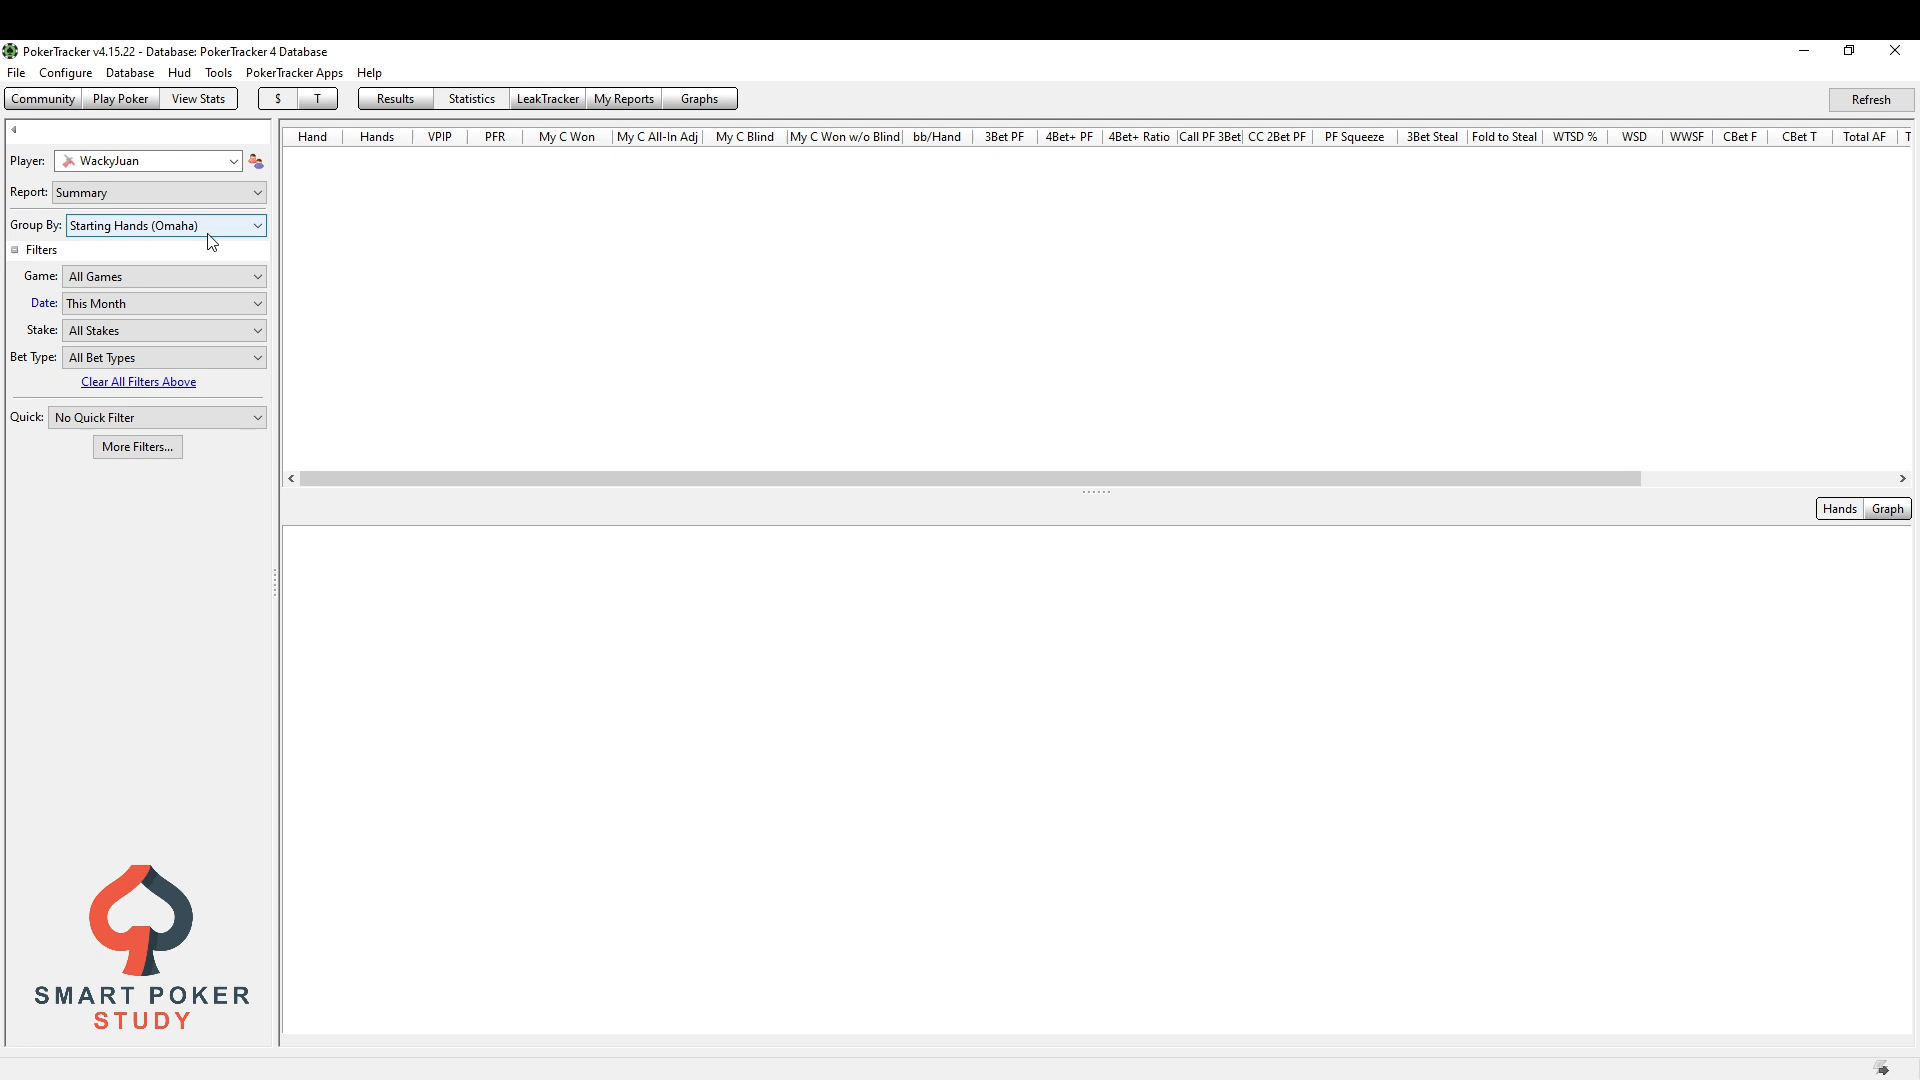 PokerTracker v4.15.22 - Database: PokerTracker 4 Database
File Configure Database Hud Tools PokerTracker Apps Help
Community Play Poker View Stats $ T Results Statistics LeakTracker My Reports Graphs Refresh
Player: WackyJuan
Report: Summary
Group By: Starting Hands (Omaha)
Filters
Game: All Games
Date: This Month
Stake: All Stakes
Bet Type: All Bet Types
Clear All Filters Above
Quick: No Quick Filter
More Filters...
Hand Hands VPIP PFR My C Won My C All-In Adj My C Blind My C Won w/o Blind bb/Hand 3Bet PF 4Bet+ PF 4Bet+ Ratio Call PF 3Bet CC 2Bet PF PF Squeeze 3Bet Steal Fold to Steal WTSD % WSD WWSF CBet F CBet T Total AF T
Hands Graph
SMART POKER
STUDY